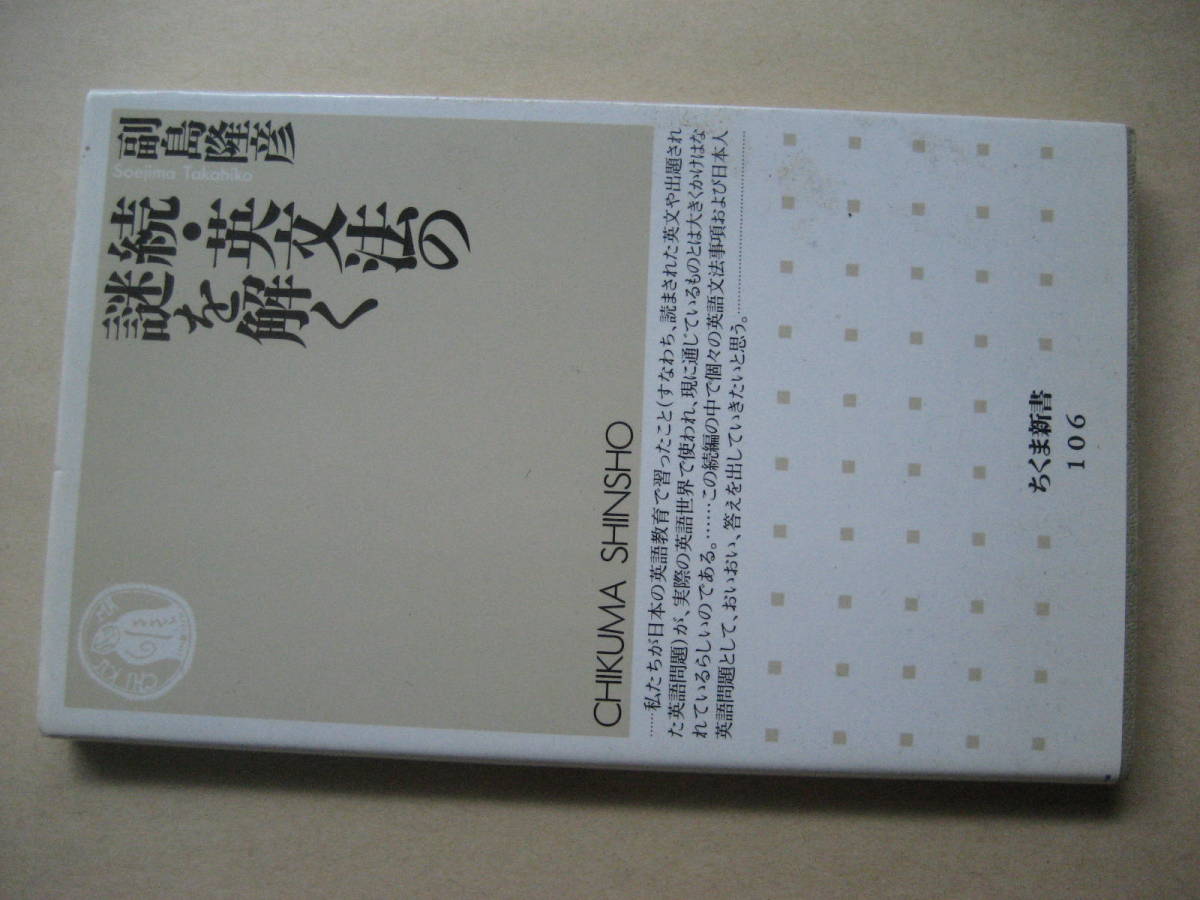 副島隆彦
Soejima Takahiko
続・英文法の
謎を解く
CHIKUMA SHINSHO
……私たちが日本の英語教育で習ったこと(すなわち、読まされた英文や出題され
た英語問題)が、実際の英語世界で使われ、現に通じているものとは大きくかけはな
れているらしいのである。……この続編の中で個々の英語文法事項および日本人
英語問題として、おいおい、答えを出していきたいと思う。……
ちくま新書
106